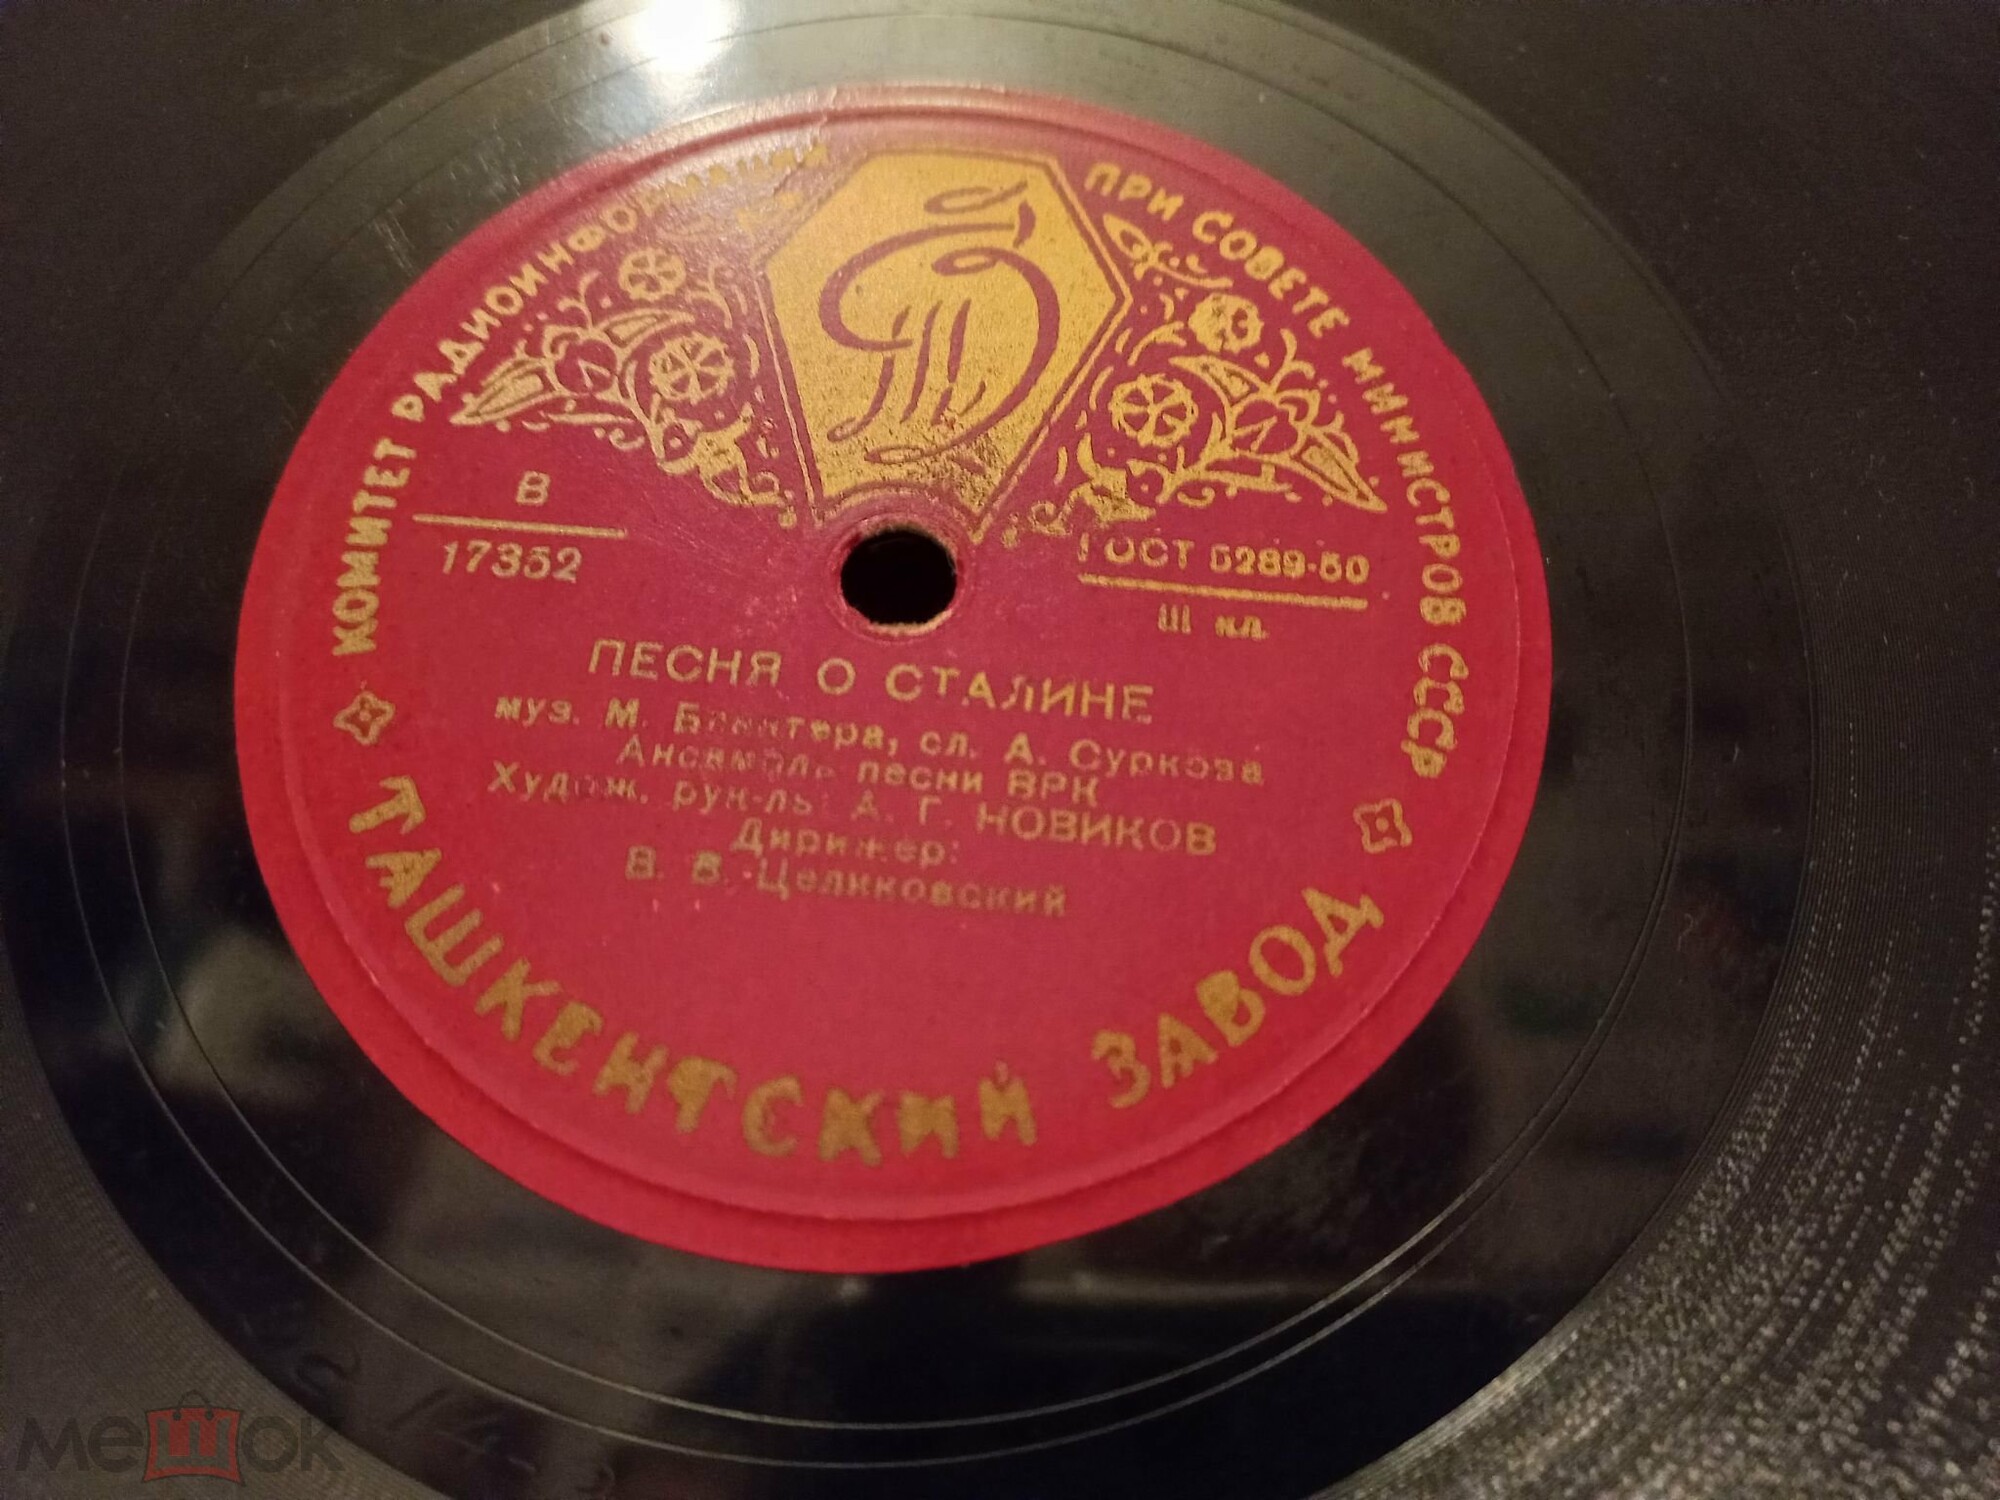 КОМИТЕТ РАДИОИНФОРМАЦИИ
ПРИ СОВЕТЕ МИНИСТРОВ СССР
В
17352
ГОСТ 5289-50
III кл.
ПЕСНЯ О СТАЛИНЕ
муз. М. Блантера, сл. А. Суркова
Ансамбль песни ВРК
Худож. рук-ль: А. Г. НОВИКОВ
Дирижер:
В. В. Целиковский
ТАШКЕНТСКИЙ ЗАВОД
мешок